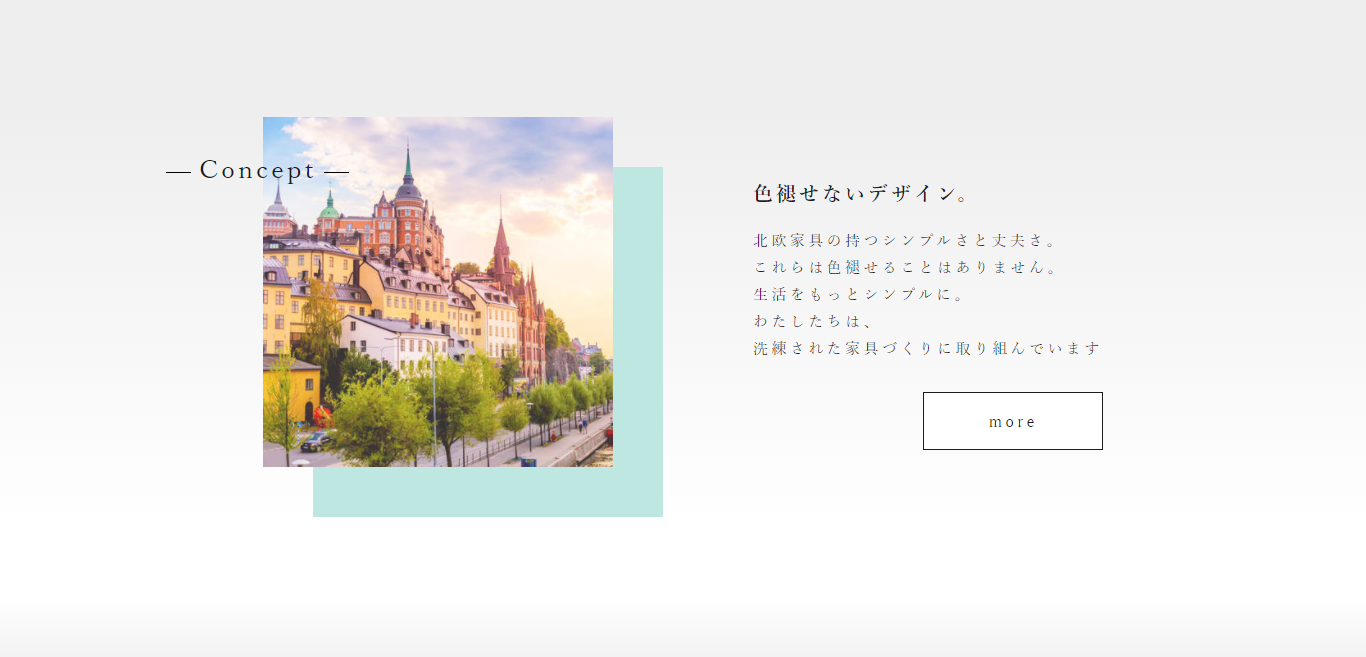 — Concept —
色褪せないデザイン。
北欧家具の持つシンプルさと丈夫さ。
これらは色褪せることはありません。
生活をもっとシンプルに。
わたしたちは、
洗練された家具づくりに取り組んでいます
more